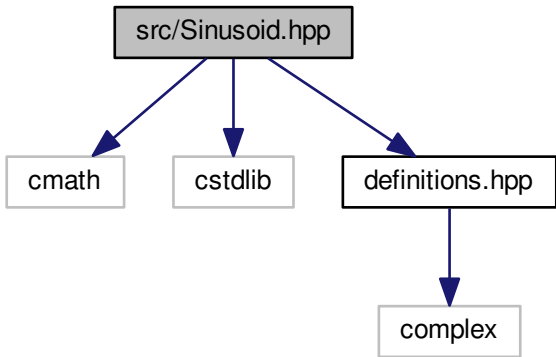 src/Sinusoid.hpp
cmath
cstdlib
definitions.hpp
complex